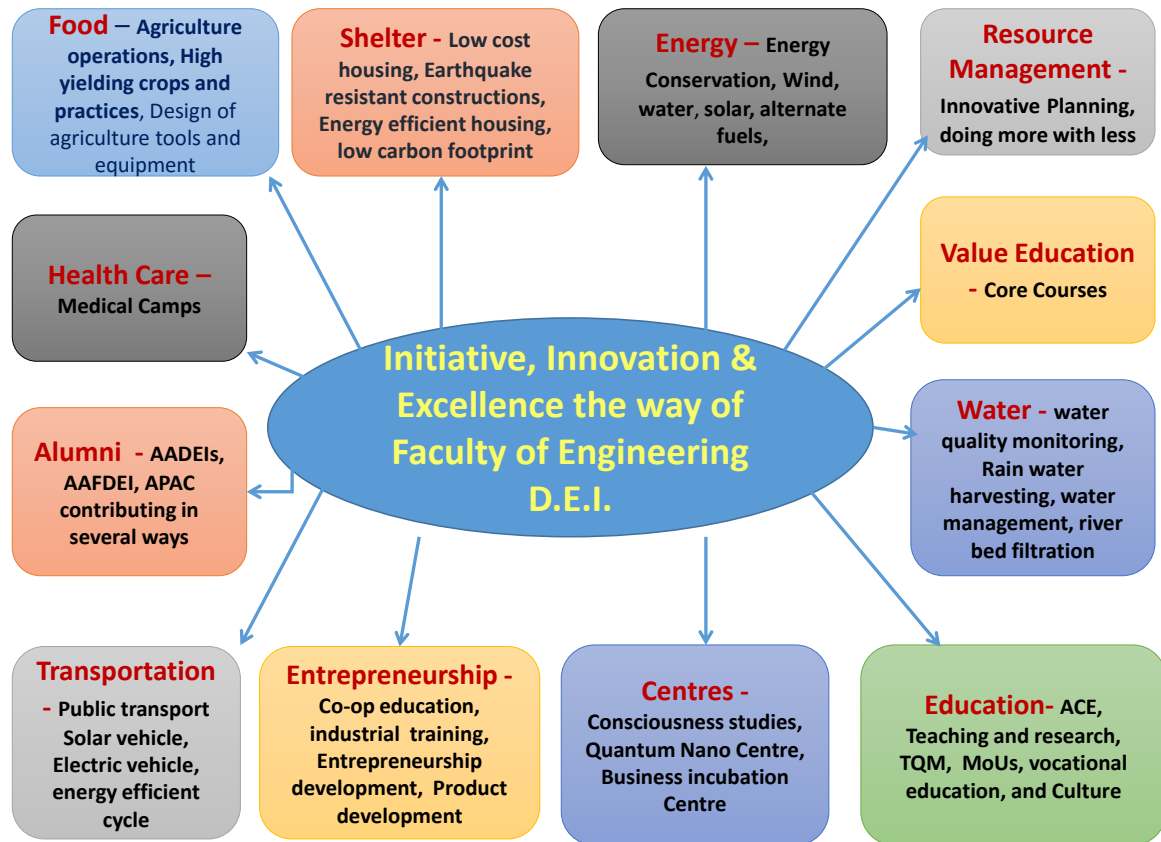 Food – Agriculture
operations, High
yielding crops and
practices, Design of
agriculture tools and
equipment
Shelter - Low cost
housing, Earthquake
resistant constructions,
Energy efficient housing,
low carbon footprint
Energy – Energy
Conservation, Wind,
water, solar, alternate
fuels,
Resource
Management -
Innovative Planning,
doing more with less
Health Care –
Medical Camps
Value Education
- Core Courses
Initiative, Innovation &
Excellence the way of
Faculty of Engineering
D.E.I.
Alumni - AADEIs,
AAFDEI, APAC
contributing in
several ways
Water - water
quality monitoring,
Rain water
harvesting, water
management, river
bed filtration
Transportation
- Public transport
Solar vehicle,
Electric vehicle,
energy efficient
cycle
Entrepreneurship -
Co-op education,
industrial training,
Entrepreneurship
development, Product
development
Centres -
Consciousness studies,
Quantum Nano Centre,
Business incubation
Centre
Education- ACE,
Teaching and research,
TQM, MoUs, vocational
education, and Culture